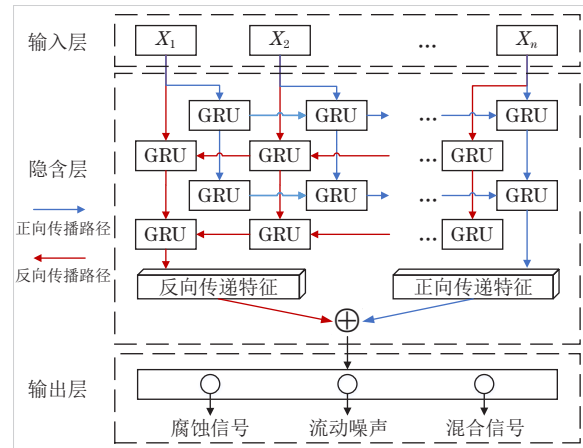 输入层 X1 X2 ... Xn
GRU GRU ... GRU
GRU GRU ... GRU
隐含层
GRU GRU ... GRU
正向传播路径
GRU GRU ... GRU
反向传播路径
反向传递特征 正向传递特征
输出层
腐蚀信号 流动噪声 混合信号